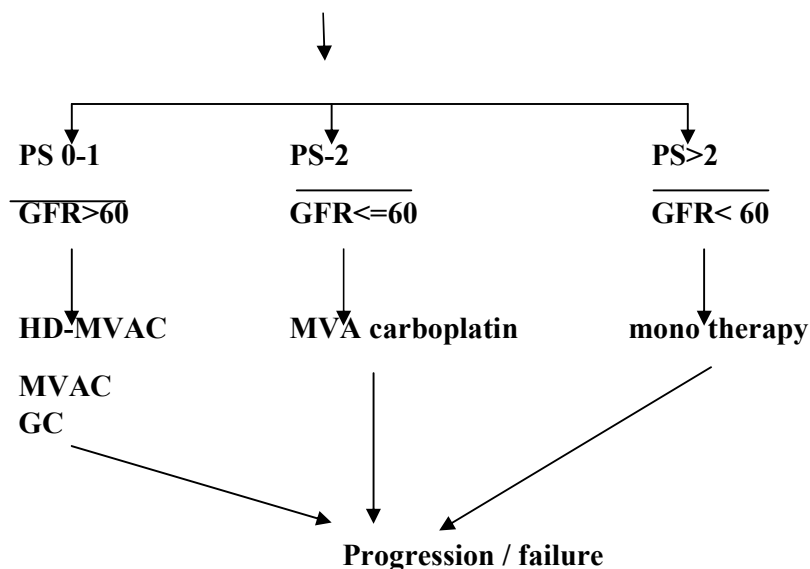 PS 0-1 PS-2 PS>2
GFR>60 GFR<=60 GFR< 60
HD-MVAC MVA carboplatin mono therapy
MVAC
GC
Progression / failure